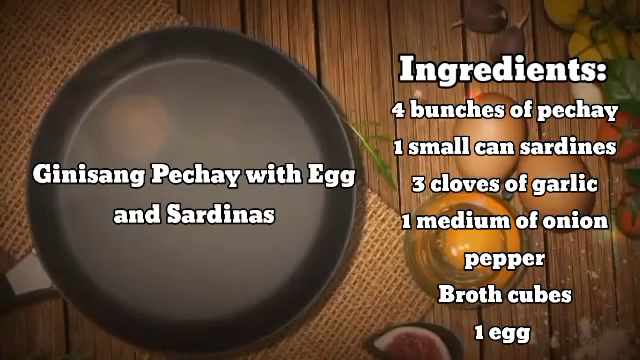 Ginisang Pechay with Egg
and Sardinas
Ingredients:
4 bunches of pechay
1 small can sardines
3 cloves of garlic
1 medium of onion
pepper
Broth cubes
1 egg